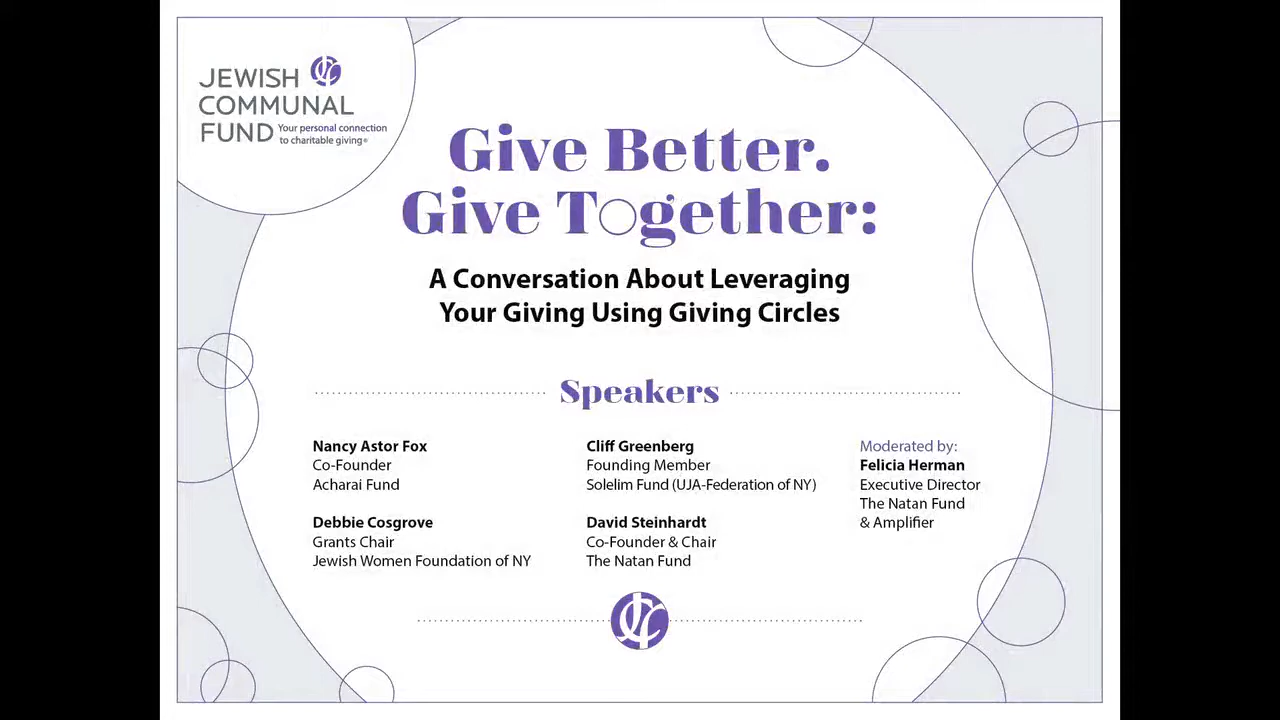 JEWISH
COMMUNAL
FUND Your personal connection
to charitable giving®
Give Better.
Give Together:
A Conversation About Leveraging
Your Giving Using Giving Circles
Speakers
Nancy Astor Fox
Co-Founder
Acharai Fund
Debbie Cosgrove
Grants Chair
Jewish Women Foundation of NY
Cliff Greenberg
Founding Member
Solelim Fund (UJA-Federation of NY)
David Steinhardt
Co-Founder & Chair
The Natan Fund
Moderated by:
Felicia Herman
Executive Director
The Natan Fund
& Amplifier